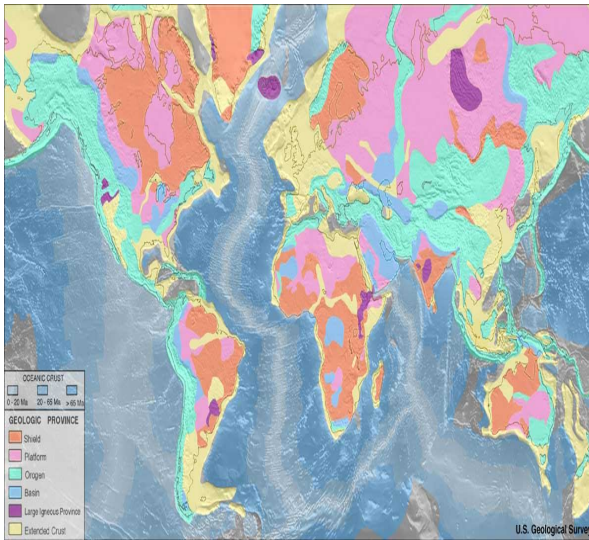 OCEANIC CRUST
0 - 20 Ma 20 - 65 Ma > 65 Ma
GEOLOGIC PROVINCE
Shield
Platform
Orogen
Basin
Large Igneous Province
Extended Crust
U.S. Geological Survey